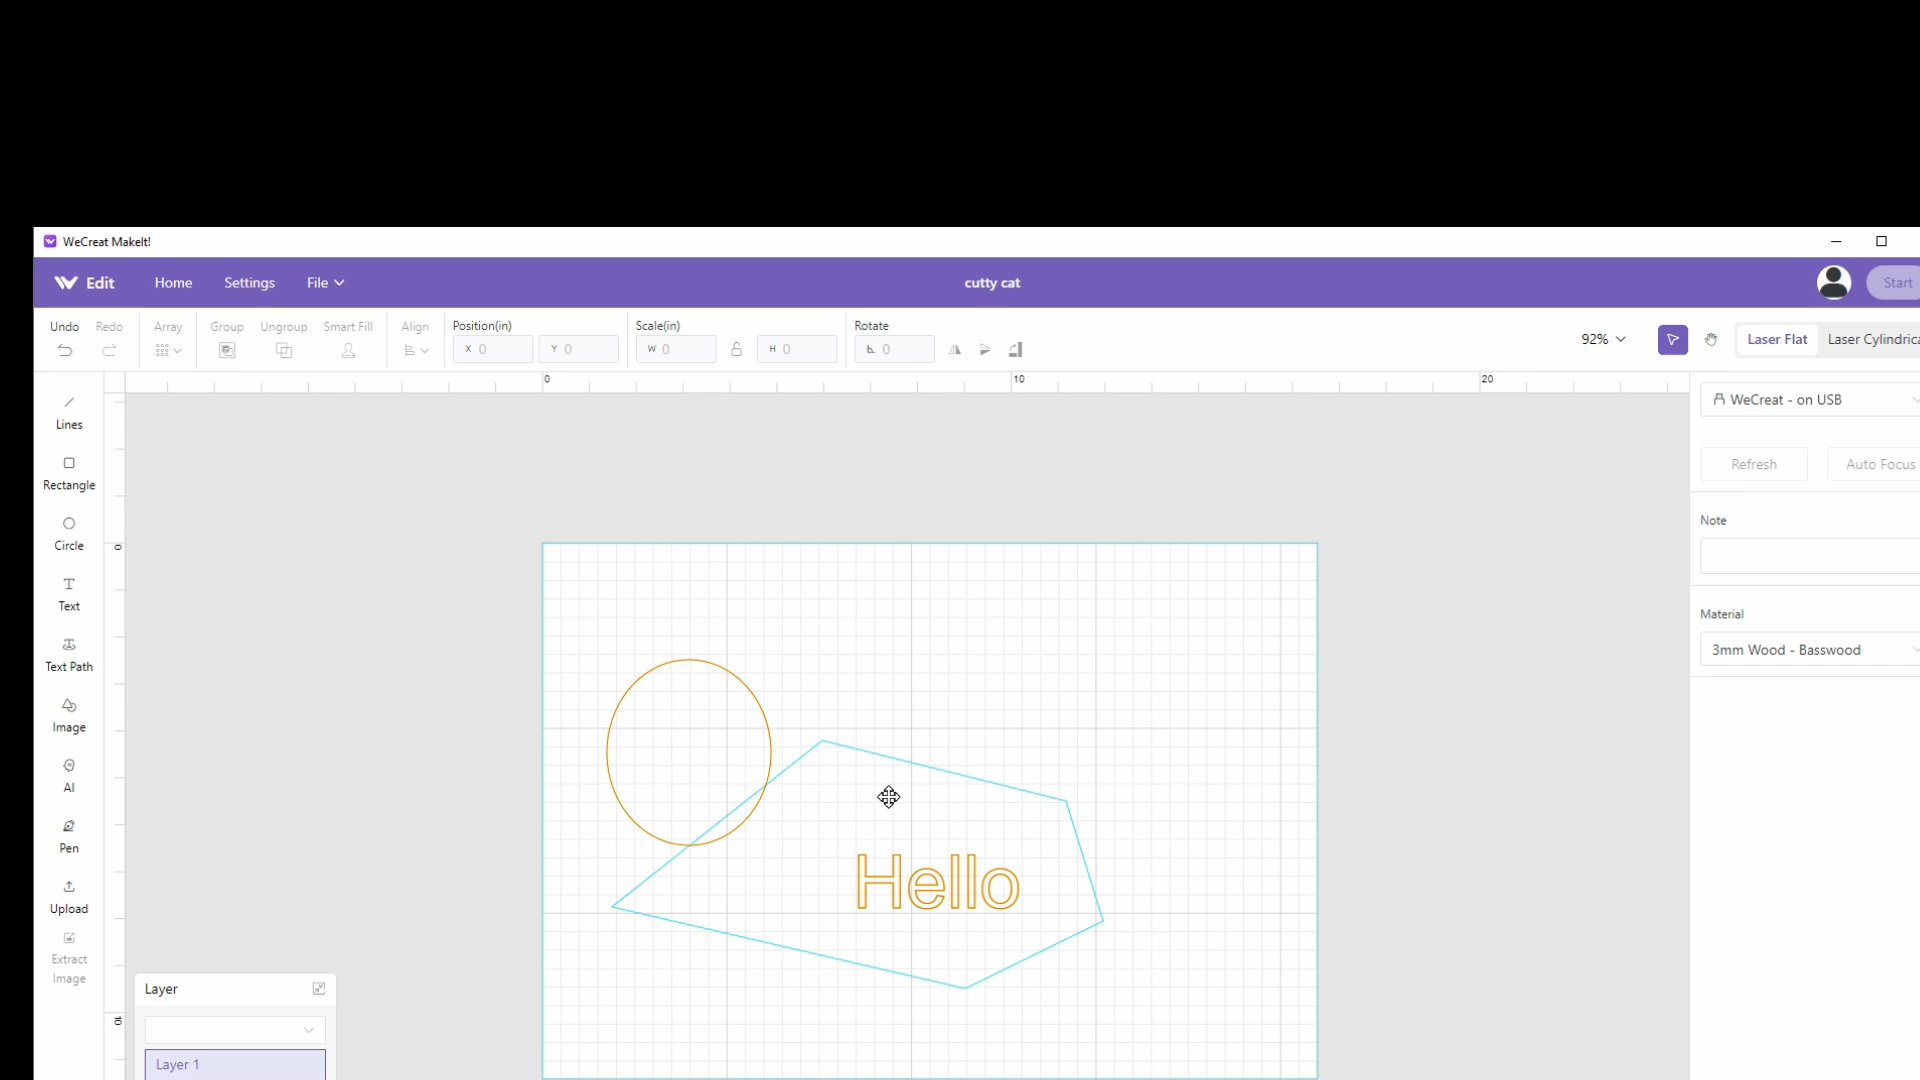 WeCreat MakeIt!
Edit Home Settings File cutty cat Start
Undo Redo Array Group Ungroup Smart Fill Align Position(in) Scale(in) Rotate
X 0 Y 0 W 0 H 0 0 92% Laser Flat Laser Cylindrica
0 10 20
Lines
WeCreat - on USB
Rectangle
Refresh Auto Focus
Note
Circle
0
Text
Material
Text Path
3mm Wood - Basswood
Image
AI
Pen
Hello
Upload
Extract
Image
Layer
10
Layer 1